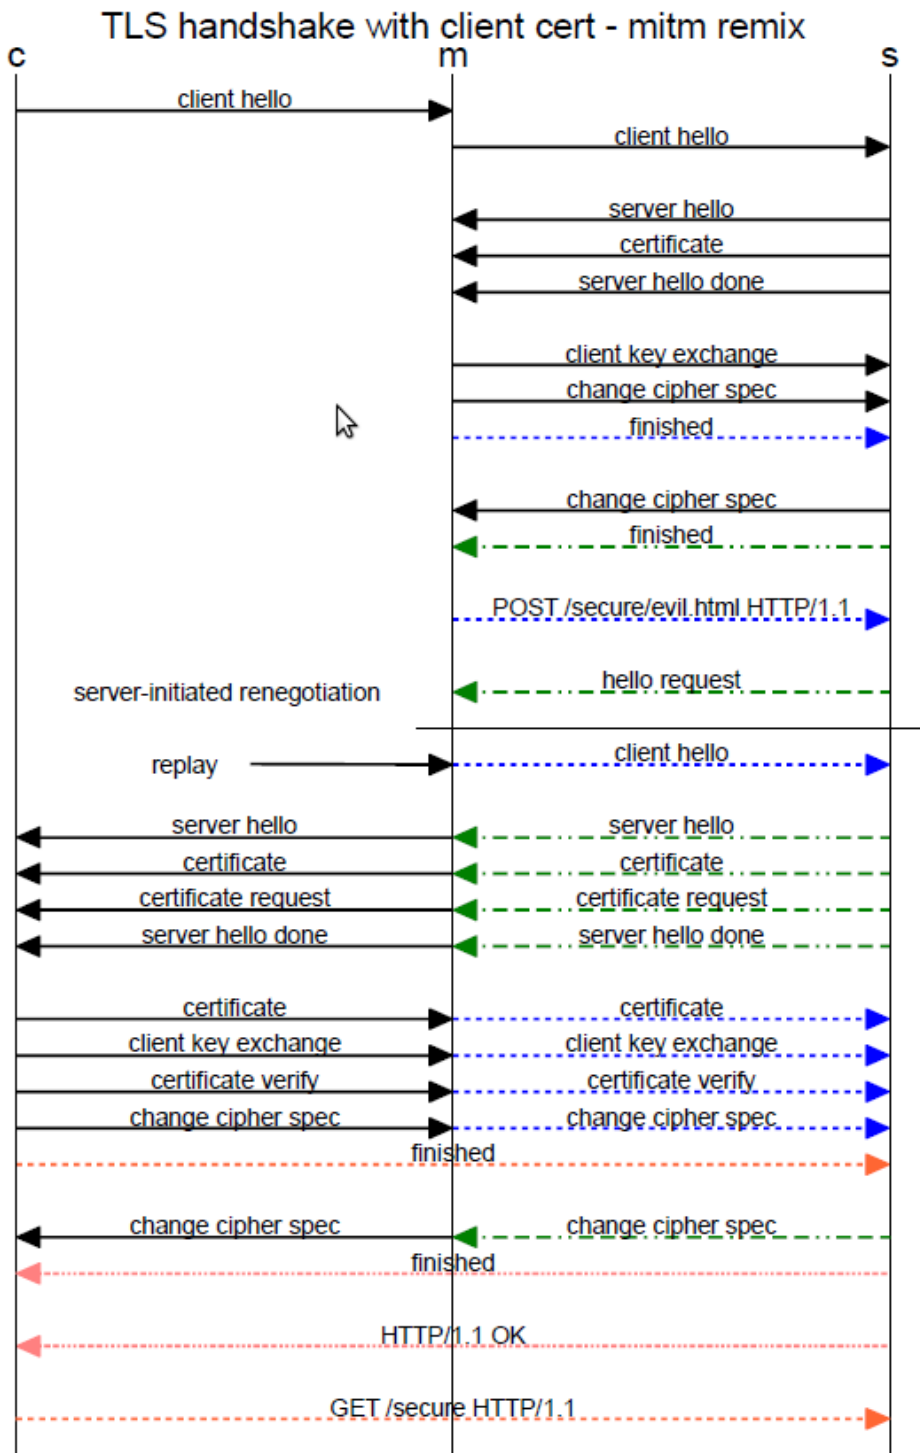 TLS handshake with client cert - mitm remix
c m s
client hello
client hello
server hello
certificate
server hello done
client key exchange
change cipher spec
finished
change cipher spec
finished
POST /secure/evil.html HTTP/1.1
hello request
server-initiated renegotiation
client hello
replay
server hello server hello
certificate certificate
certificate request certificate request
server hello done server hello done
certificate certificate
client key exchange client key exchange
certificate verify certificate verify
change cipher spec change cipher spec
finished
change cipher spec change cipher spec
finished
HTTP/1.1 OK
GET /secure HTTP/1.1